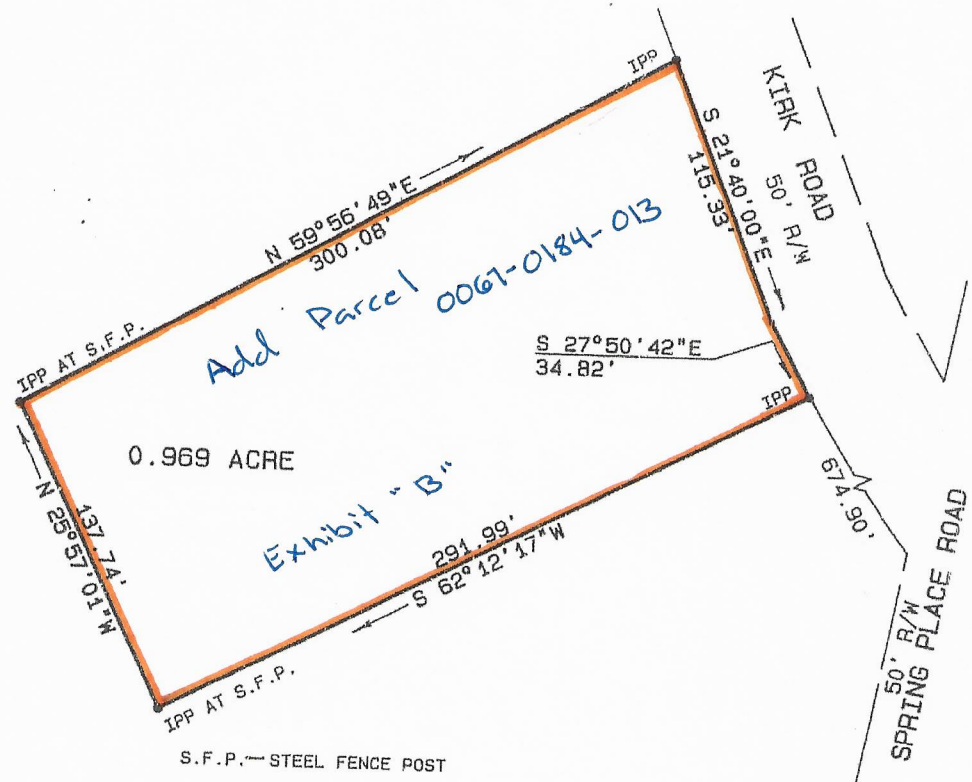 IPP
KIRK ROAD
50' R/W
S 21°40'00"E
115.33'
N 59°56'49"E
300.08'
Add Parcel 0067-0184-013
IPP AT S.F.P.
S 27°50'42"E
34.82'
IPP
0.969 ACRE
674.90'
N 25°57'01"W
137.74'
Exhibit "B"
291.99'
S 62°12'17"W
50' R/W
SPRING PLACE ROAD
IPP AT S.F.P.
S.F.P.—STEEL FENCE POST